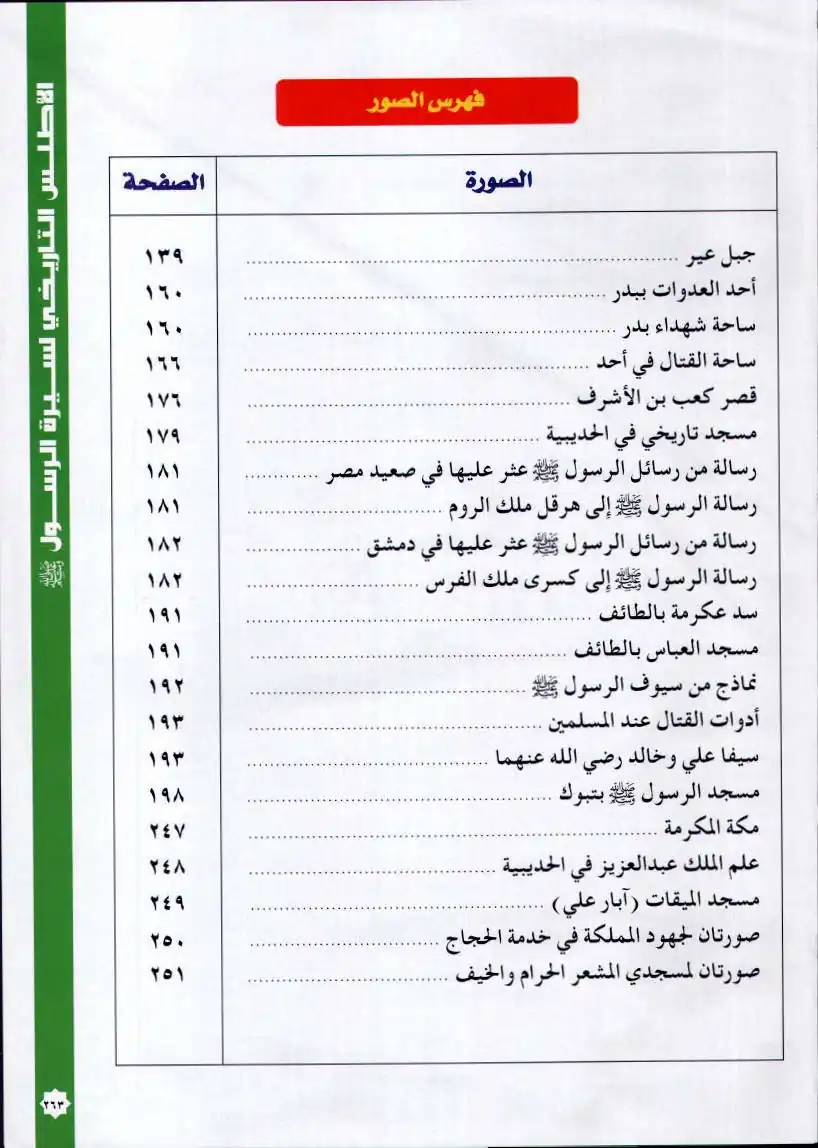 فهرس الصور
الصورة الصفحة
جبل عير ١٣٩
أحد العدوات ببدر ١٦٠
ساحة شهداء بدر ١٦٠
ساحة القتال في أحد ١٦٦
قصر كعب بن الأشرف ١٧٦
مسجد تاريخي في الحديبية ١٧٩
رسالة من رسائل الرسول ﷺ عثر عليها في صعيد مصر ١٨١
رسالة الرسول ﷺ إلى هرقل ملك الروم ١٨١
رسالة من رسائل الرسول ﷺ عثر عليها في دمشق ١٨٢
رسالة الرسول ﷺ إلى كسرى ملك الفرس ١٨٢
سد عكرمة بالطائف ١٩١
مسجد العباس بالطائف ١٩١
نماذج من سيوف الرسول ﷺ ١٩٢
أدوات القتال عند المسلمين ١٩٣
سيفا علي وخالد رضي الله عنهما ١٩٣
مسجد الرسول ﷺ بتبوك ١٩٨
مكة المكرمة ٢٤٧
علم الملك عبدالعزيز في الحديبية ٢٤٨
مسجد الميقات (آبار علي) ٢٤٩
صورتان لجهود المملكة في خدمة الحجاج ٢٥٠
صورتان لمسجدي المشعر الحرام والخيف ٢٥١
الأطلس التاريخي لسيرة الرسول ﷺ
٢٦٣